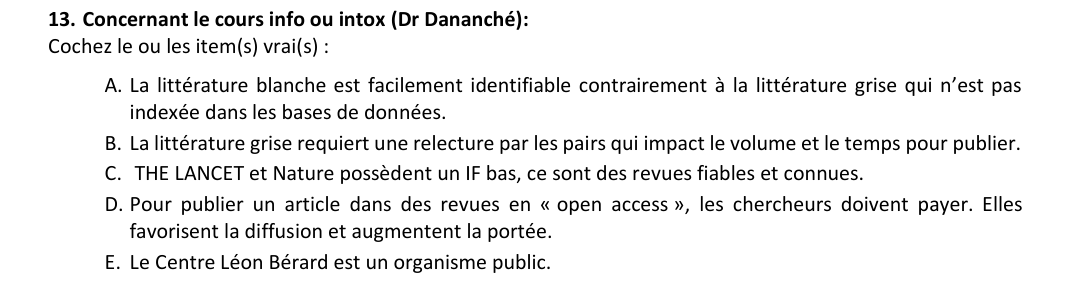 13. Concernant le cours info ou intox (Dr Dananché):
Cochez le ou les item(s) vrai(s) :
A. La littérature blanche est facilement identifiable contrairement à la littérature grise qui n’est pas
indexée dans les bases de données.
B. La littérature grise requiert une relecture par les pairs qui impact le volume et le temps pour publier.
C. THE LANCET et Nature possèdent un IF bas, ce sont des revues fiables et connues.
D. Pour publier un article dans des revues en « open access », les chercheurs doivent payer. Elles
favorisent la diffusion et augmentent la portée.
E. Le Centre Léon Bérard est un organisme public.